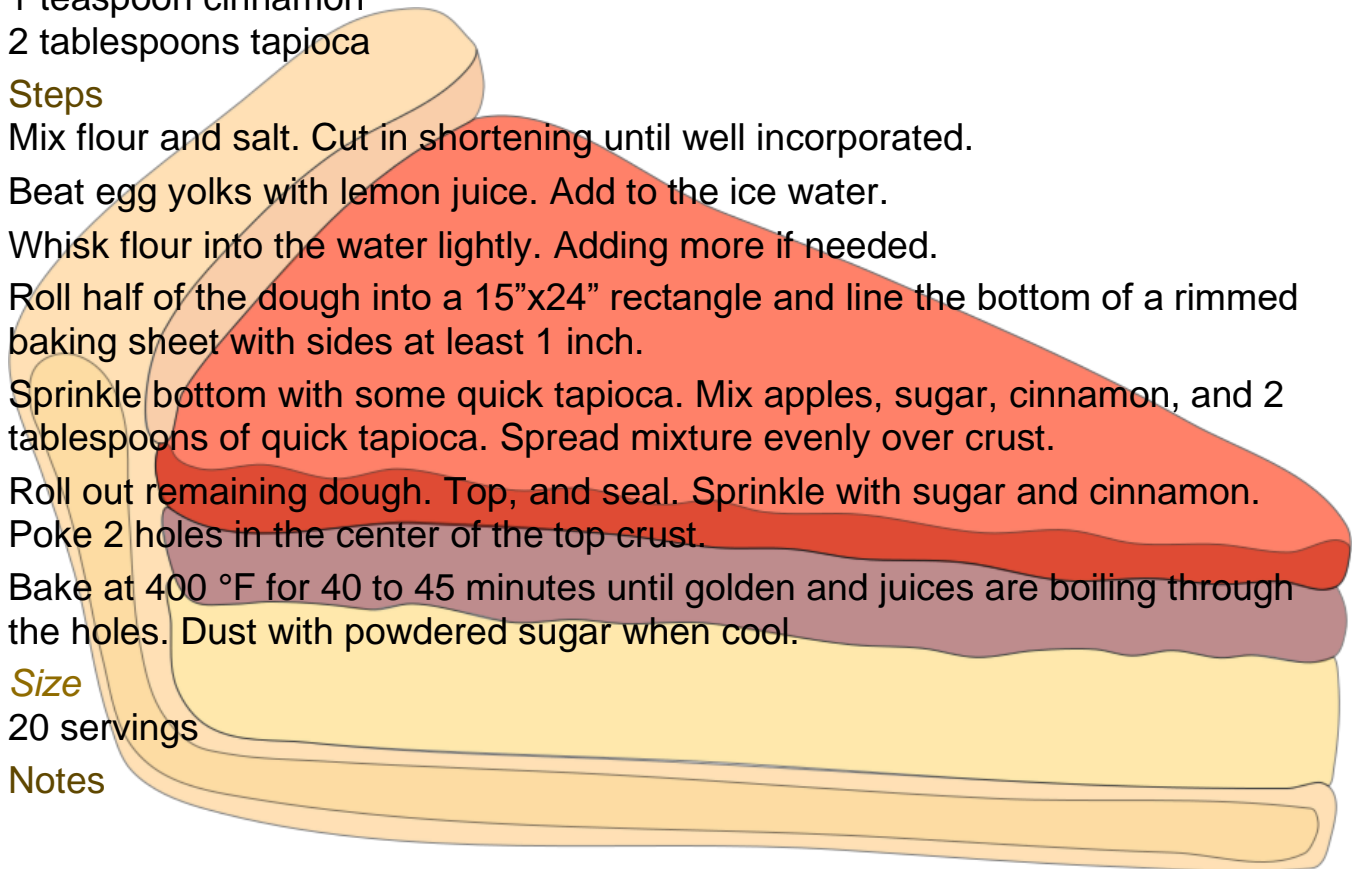 1 teaspoon cinnamon
2 tablespoons tapioca
Steps
Mix flour and salt. Cut in shortening until well incorporated.
Beat egg yolks with lemon juice. Add to the ice water.
Whisk flour into the water lightly. Adding more if needed.
Roll half of the dough into a 15”x24” rectangle and line the bottom of a rimmed
baking sheet with sides at least 1 inch.
Sprinkle bottom with some quick tapioca. Mix apples, sugar, cinnamon, and 2
tablespoons of quick tapioca. Spread mixture evenly over crust.
Roll out remaining dough. Top, and seal. Sprinkle with sugar and cinnamon.
Poke 2 holes in the center of the top crust.
Bake at 400 °F for 40 to 45 minutes until golden and juices are boiling through
the holes. Dust with powdered sugar when cool.
Size
20 servings
Notes